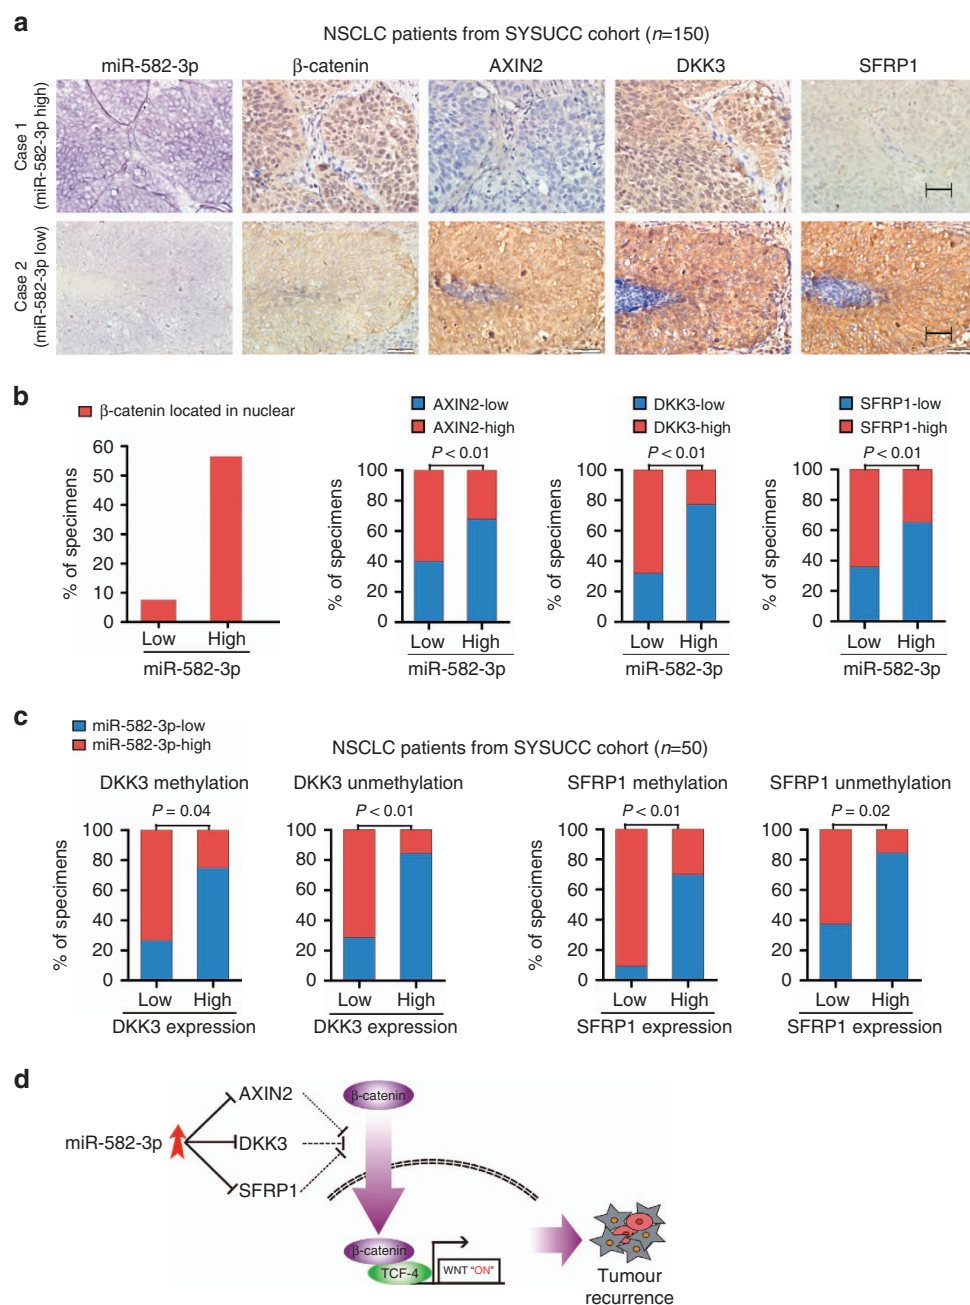 a
NSCLC patients from SYSUCC cohort (n=150)
miR-582-3p β-catenin AXIN2 DKK3 SFRP1
Case 1
(miR-582-3p high)
Case 2
(miR-582-3p low)
b
β-catenin located in nuclear
% of specimens
60
50
40
30
20
10
0
Low High
miR-582-3p
AXIN2-low
AXIN2-high
P < 0.01
% of specimens
100
80
60
40
20
0
Low High
miR-582-3p
DKK3-low
DKK3-high
P < 0.01
% of specimens
100
80
60
40
20
0
Low High
miR-582-3p
SFRP1-low
SFRP1-high
P < 0.01
% of specimens
100
80
60
40
20
0
Low High
miR-582-3p
c
miR-582-3p-low
miR-582-3p-high
NSCLC patients from SYSUCC cohort (n=50)
DKK3 methylation
P = 0.04
% of specimens
100
80
60
40
20
0
Low High
DKK3 expression
DKK3 unmethylation
P < 0.01
100
80
60
40
20
0
Low High
DKK3 expression
SFRP1 methylation
P < 0.01
% of specimens
100
80
60
40
20
0
Low High
SFRP1 expression
SFRP1 unmethylation
P = 0.02
100
80
60
40
20
0
Low High
SFRP1 expression
d
miR-582-3p
AXIN2
DKK3
SFRP1
β-catenin
β-catenin
TCF-4
WNT “ON”
Tumour
recurrence